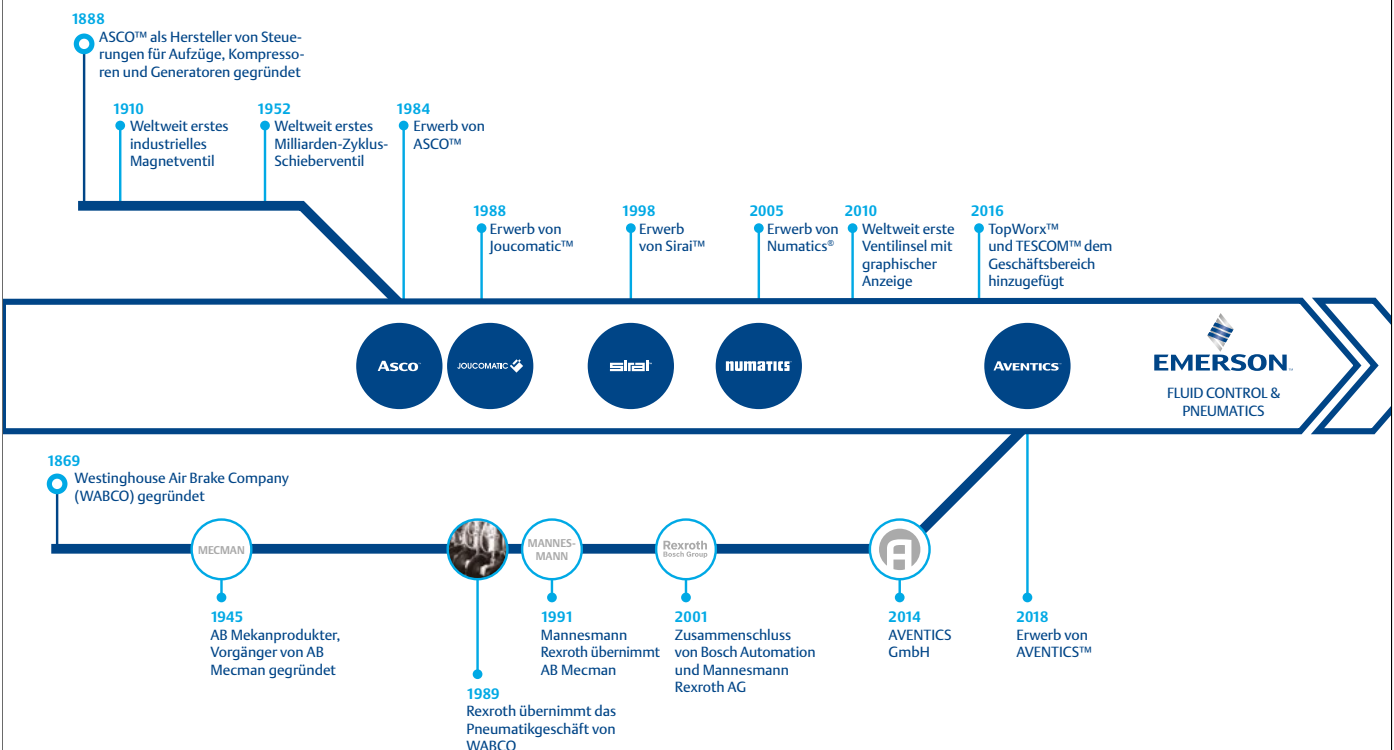 1888
ASCO™ als Hersteller von Steue-
rungen für Aufzüge, Kompresso-
ren und Generatoren gegründet
1910
Weltweit erstes
industrielles
Magnetventil
1952
Weltweit erstes
Milliarden-Zyklus-
Schieberventil
1984
Erwerb von
ASCO™
1988
Erwerb von
Joucomatic™
1998
Erwerb
von Sirai™
2005
Erwerb von
Numatics®
2010
Weltweit erste
Ventilinsel mit
graphischer
Anzeige
2016
TopWorx™
und TESCOM™ dem
Geschäftsbereich
hinzugefügt
ASCO
JOUCOMATIC
sirai
numatics
AVENTICS
EMERSON™
FLUID CONTROL &
PNEUMATICS
1869
Westinghouse Air Brake Company
(WABCO) gegründet
MECMAN
MANNES-
MANN
Rexroth
Bosch Group
1945
AB Mekanprodukter,
Vorgänger von AB
Mecman gegründet
1989
Rexroth übernimmt das
Pneumatikgeschäft von
WABCO
1991
Mannesmann
Rexroth übernimmt
AB Mecman
2001
Zusammenschluss
von Bosch Automation
und Mannesmann
Rexroth AG
2014
AVENTICS
GmbH
2018
Erwerb von
AVENTICS™